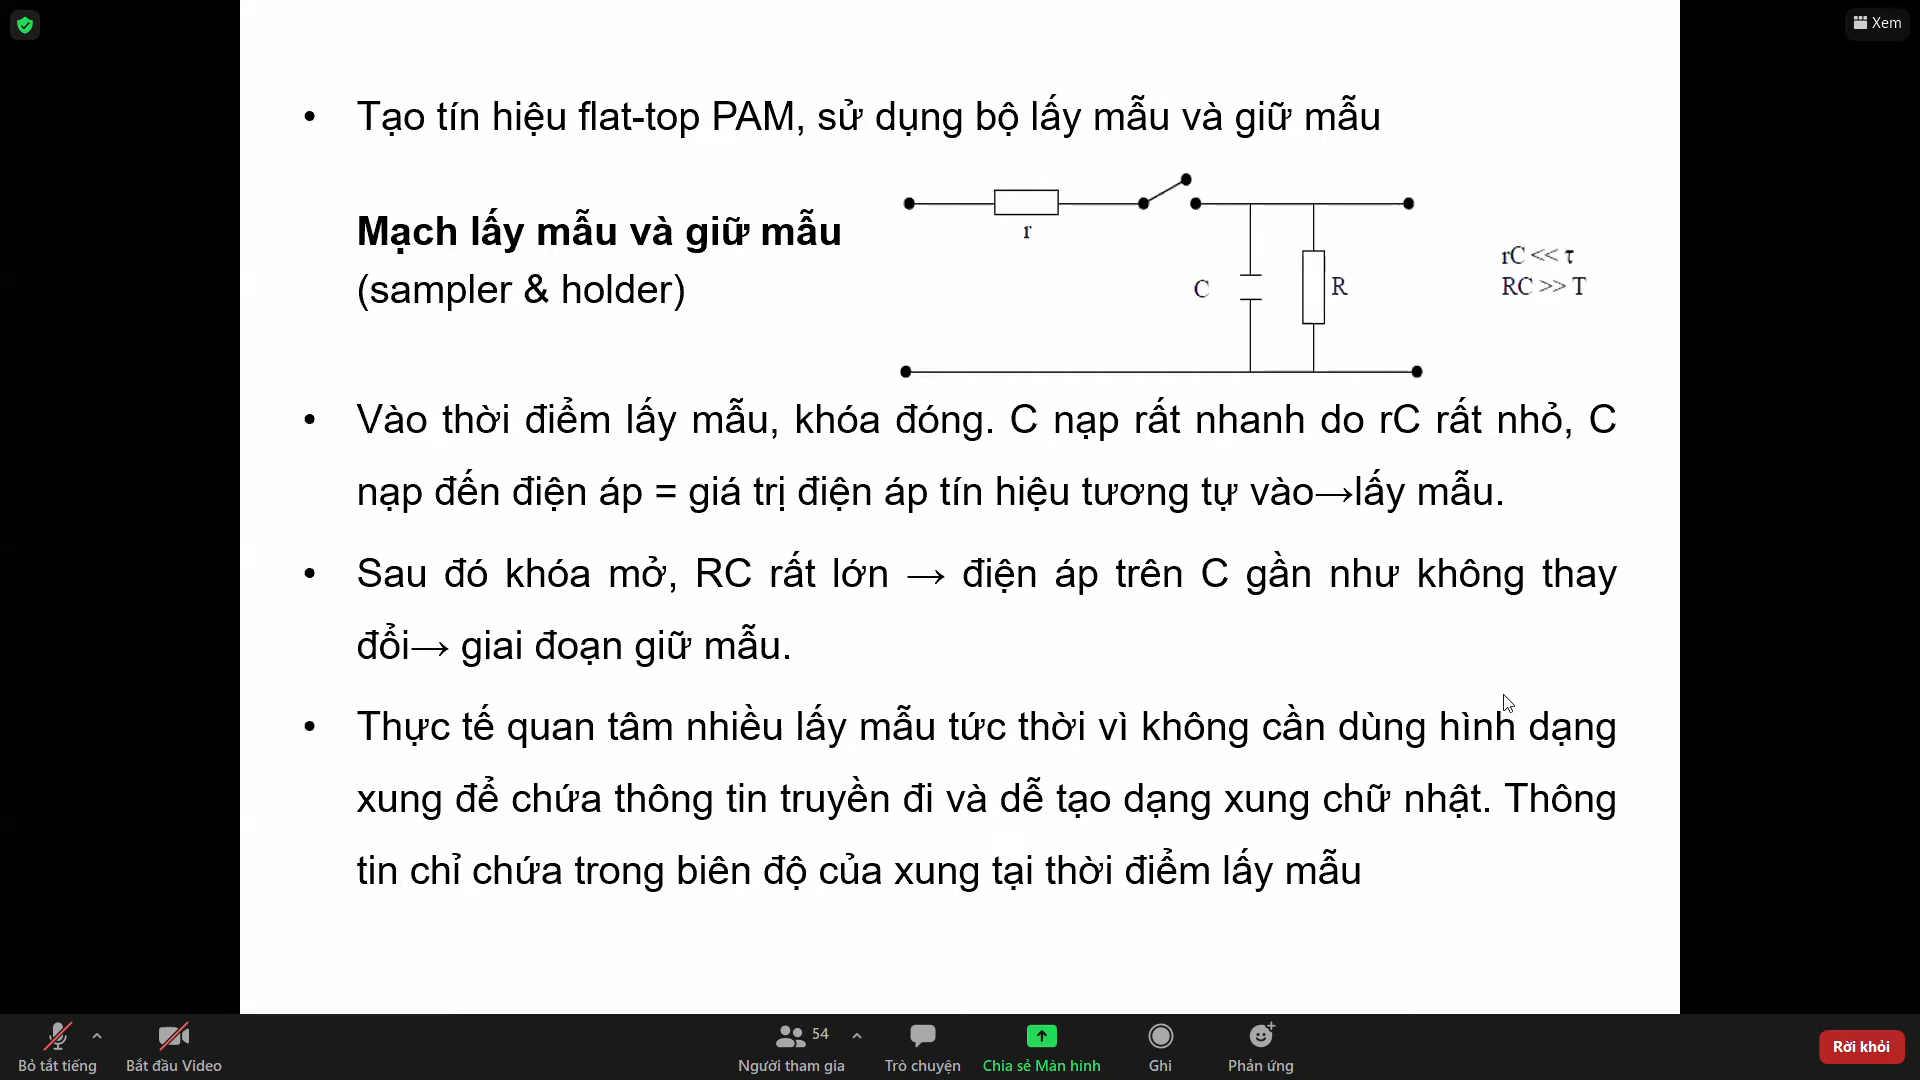 Xem
• Tạo tín hiệu flat-top PAM, sử dụng bộ lấy mẫu và giữ mẫu
Mạch lấy mẫu và giữ mẫu
(sampler & holder)
r
C
R
rC << τ
RC >> T
• Vào thời điểm lấy mẫu, khóa đóng. C nạp rất nhanh do rC rất nhỏ, C
nạp đến điện áp = giá trị điện áp tín hiệu tương tự vào→lấy mẫu.
• Sau đó khóa mở, RC rất lớn → điện áp trên C gần như không thay
đổi→ giai đoạn giữ mẫu.
• Thực tế quan tâm nhiều lấy mẫu tức thời vì không cần dùng hình dạng
xung để chứa thông tin truyền đi và dễ tạo dạng xung chữ nhật. Thông
tin chỉ chứa trong biên độ của xung tại thời điểm lấy mẫu
54
Bỏ tắt tiếng
Bắt đầu Video
Người tham gia
Trò chuyện
Chia sẻ Màn hình
Ghi
Phản ứng
Rời khỏi